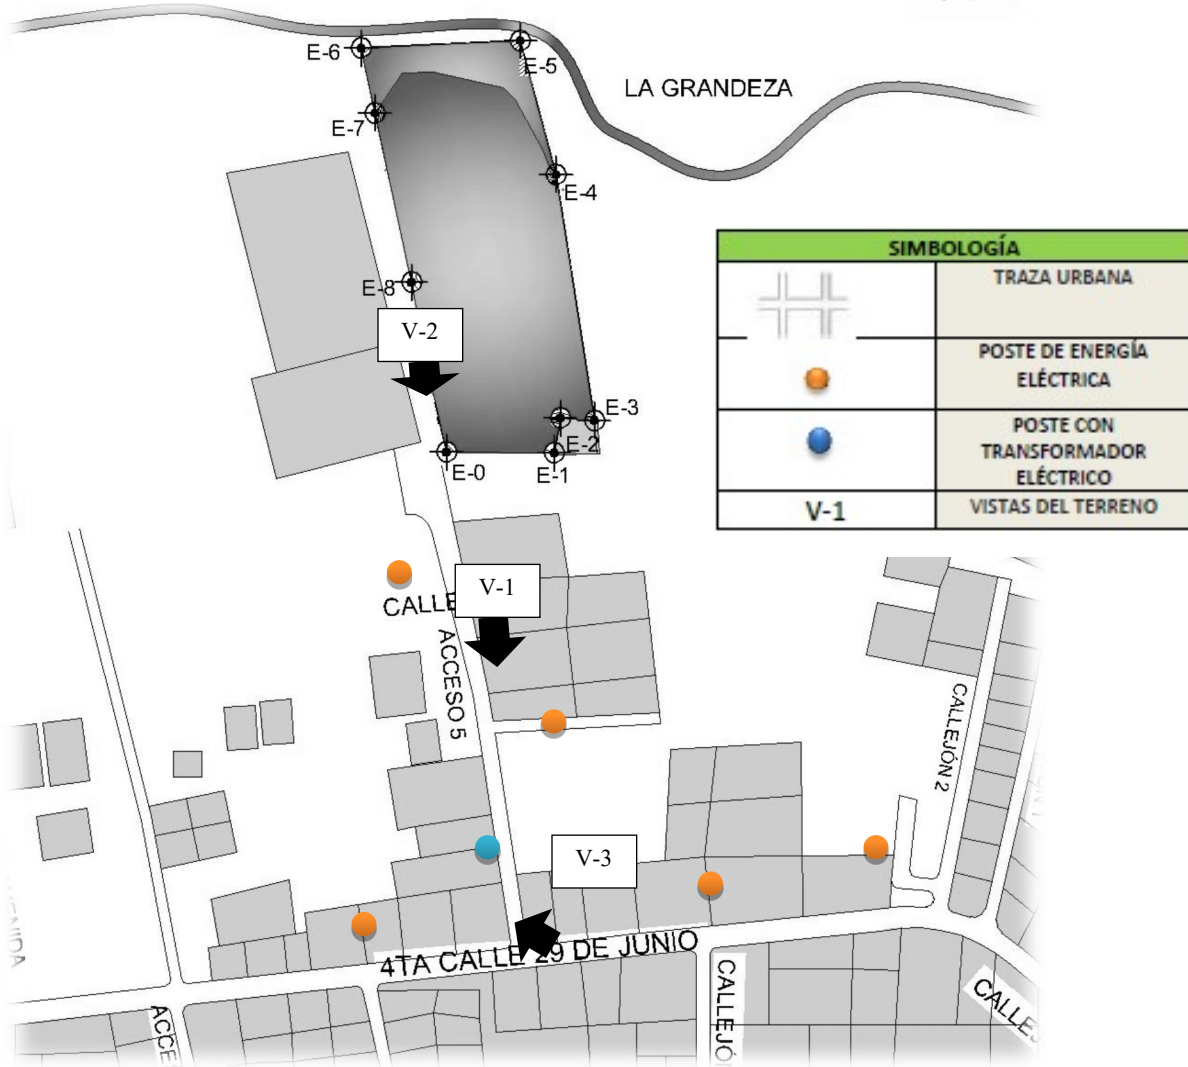 E-6
E-5
LA GRANDEZA
E-7
E-4
E-8
V-2
E-3
E-2
E-0
E-1
SIMBOLOGÍA
TRAZA URBANA
POSTE DE ENERGÍA
ELÉCTRICA
POSTE CON
TRANSFORMADOR
ELÉCTRICO
V-1
VISTAS DEL TERRENO
CALLE
V-1
ACCESO 5
CALLEJÓN 2
V-3
4TA CALLE 29 DE JUNIO
ENIDA
ACCE
CALLEJÓ
CALLEJ